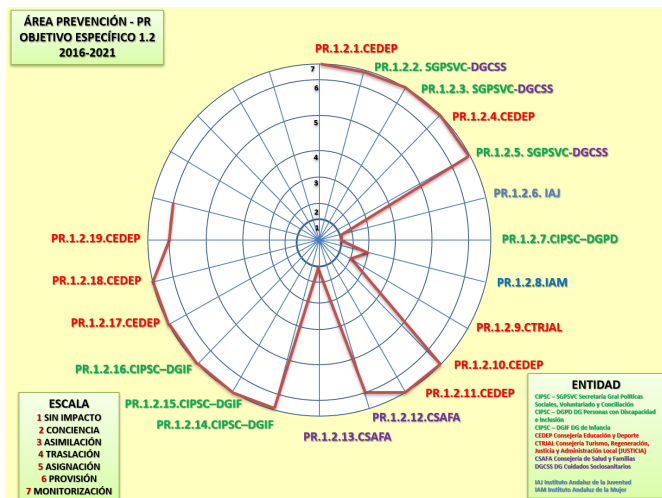 ÁREA PREVENCIÓN - PR
OBJETIVO ESPECÍFICO 1.2
2016-2021
PR.1.2.1.CEDEP
PR.1.2.2. SGPSVC-DGCSS
PR.1.2.3. SGPSVC-DGCSS
PR.1.2.4.CEDEP
PR.1.2.5. SGPSVC-DGCSS
PR.1.2.6. IAJ
PR.1.2.7.CIPSC–DGPD
PR.1.2.8.IAM
PR.1.2.9.CTRJAL
PR.1.2.10.CEDEP
PR.1.2.11.CEDEP
PR.1.2.12.CSAFA
PR.1.2.13.CSAFA
PR.1.2.14.CIPSC–DGIF
PR.1.2.15.CIPSC–DGIF
PR.1.2.16.CIPSC–DGIF
PR.1.2.17.CEDEP
PR.1.2.18.CEDEP
PR.1.2.19.CEDEP
7
6
5
4
3
2
1
ESCALA
1 SIN IMPACTO
2 CONCIENCIA
3 ASIMILACIÓN
4 TRASLACIÓN
5 ASIGNACIÓN
6 PROVISIÓN
7 MONITORIZACIÓN
ENTIDAD
CIPSC – SGPSVC Secretaría Gral Políticas
Sociales, Voluntariado y Conciliación
CIPSC – DGPD DG Personas con Discapacidad
e Inclusión
CIPSC – DGIF DG de Infancia
CEDEP Consejería Educación y Deporte
CTRJAL Consejería Turismo, Regeneración,
Justicia y Administración Local (JUSTICIA)
CSAFA Consejería de Salud y Familias
DGCSS DG Cuidados Sociosanitarios
IAJ Instituto Andaluz de la Juventud
IAM Instituto Andaluz de la Mujer